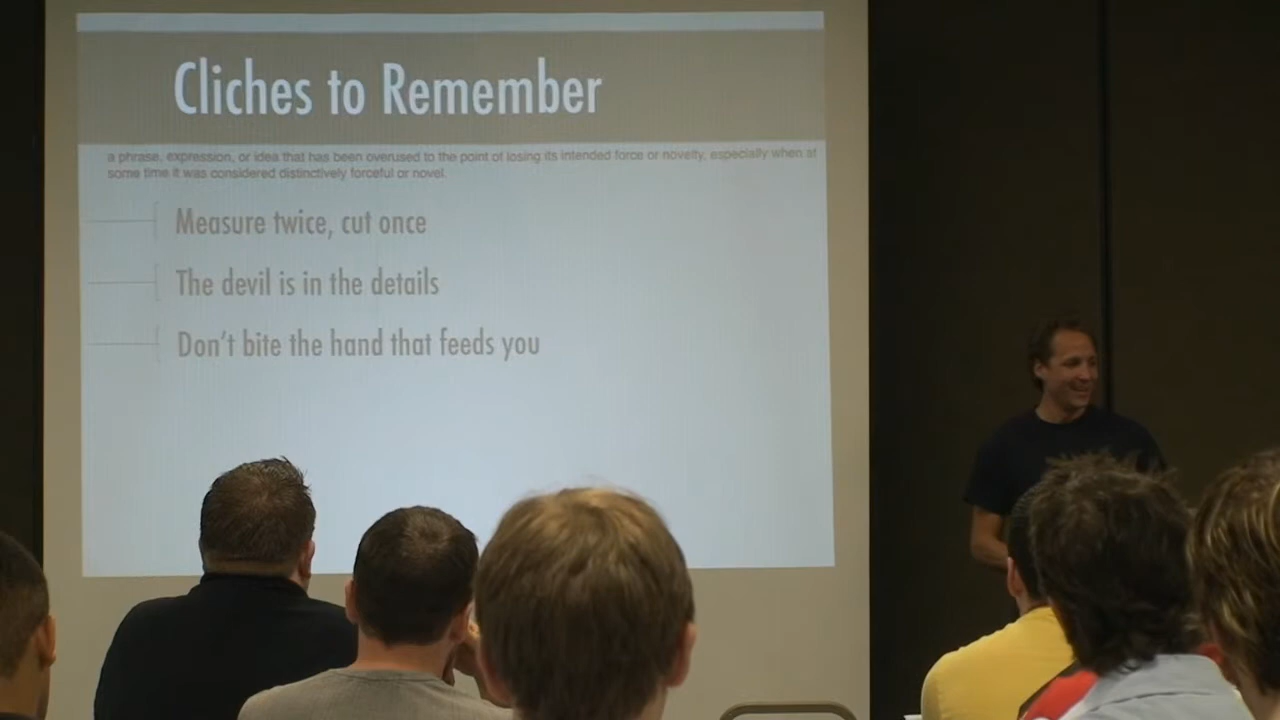 Cliches to Remember
a phrase, expression, or idea that has been overused to the point of losing its intended force or novelty, especially when at
some time it was considered distinctively forceful or novel.
Measure twice, cut once
The devil is in the details
Don't bite the hand that feeds you